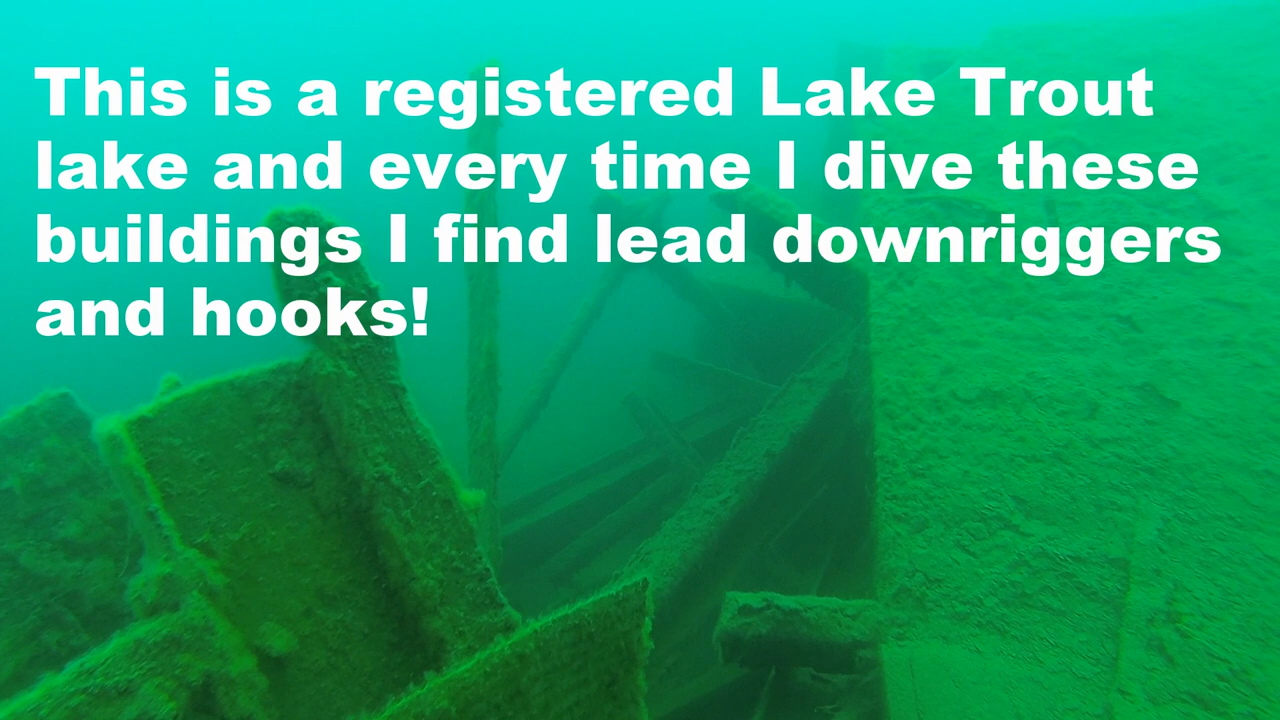 This is a registered Lake Trout
lake and every time I dive these
buildings I find lead downriggers
and hooks!